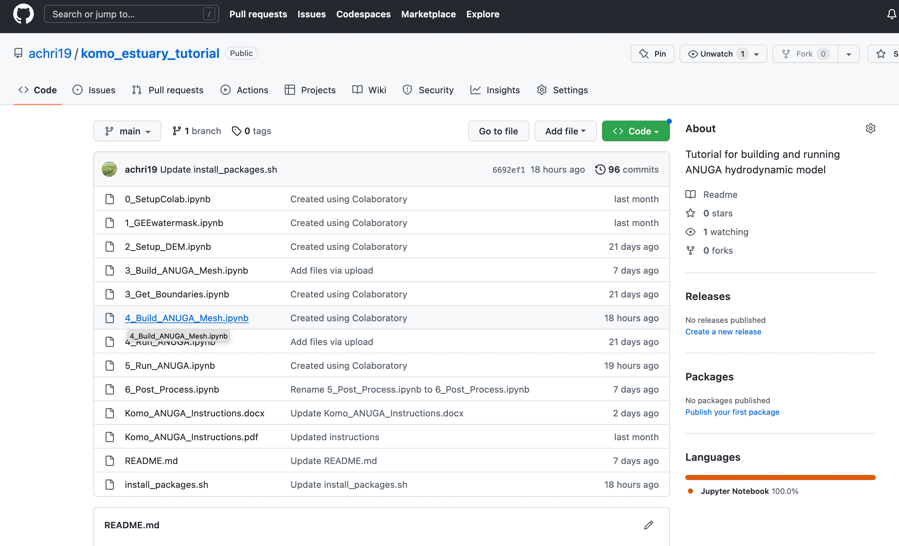 Search or jump to... /
Pull requests Issues Codespaces Marketplace Explore
achri19 / komo_estuary_tutorial Public
Pin
Unwatch 1
Fork 0
Code Issues Pull requests Actions Projects Wiki Security Insights Settings
main 1 branch 0 tags
Go to file Add file Code
achri19 Update install_packages.sh 6692ef1 18 hours ago 96 commits
0_SetupColab.ipynb Created using Colaboratory last month
1_GEEwatermask.ipynb Created using Colaboratory last month
2_Setup_DEM.ipynb Created using Colaboratory 21 days ago
3_Build_ANUGA_Mesh.ipynb Add files via upload 7 days ago
3_Get_Boundaries.ipynb Created using Colaboratory 21 days ago
4_Build_ANUGA_Mesh.ipynb Created using Colaboratory 18 hours ago
4_Build_ANUGA_Mesh.ipynb
4_Run_ANUGA.ipynb Add files via upload 21 days ago
5_Run_ANUGA.ipynb Created using Colaboratory 19 hours ago
6_Post_Process.ipynb Rename 5_Post_Process.ipynb to 6_Post_Process.ipynb 7 days ago
Komo_ANUGA_Instructions.docx Update Komo_ANUGA_Instructions.docx 2 days ago
Komo_ANUGA_Instructions.pdf Updated instructions last month
README.md Update README.md 7 days ago
install_packages.sh Update install_packages.sh 18 hours ago
README.md
About
Tutorial for building and running
ANUGA hydrodynamic model
Readme
0 stars
1 watching
0 forks
Releases
No releases published
Create a new release
Packages
No packages published
Publish your first package
Languages
Jupyter Notebook 100.0%